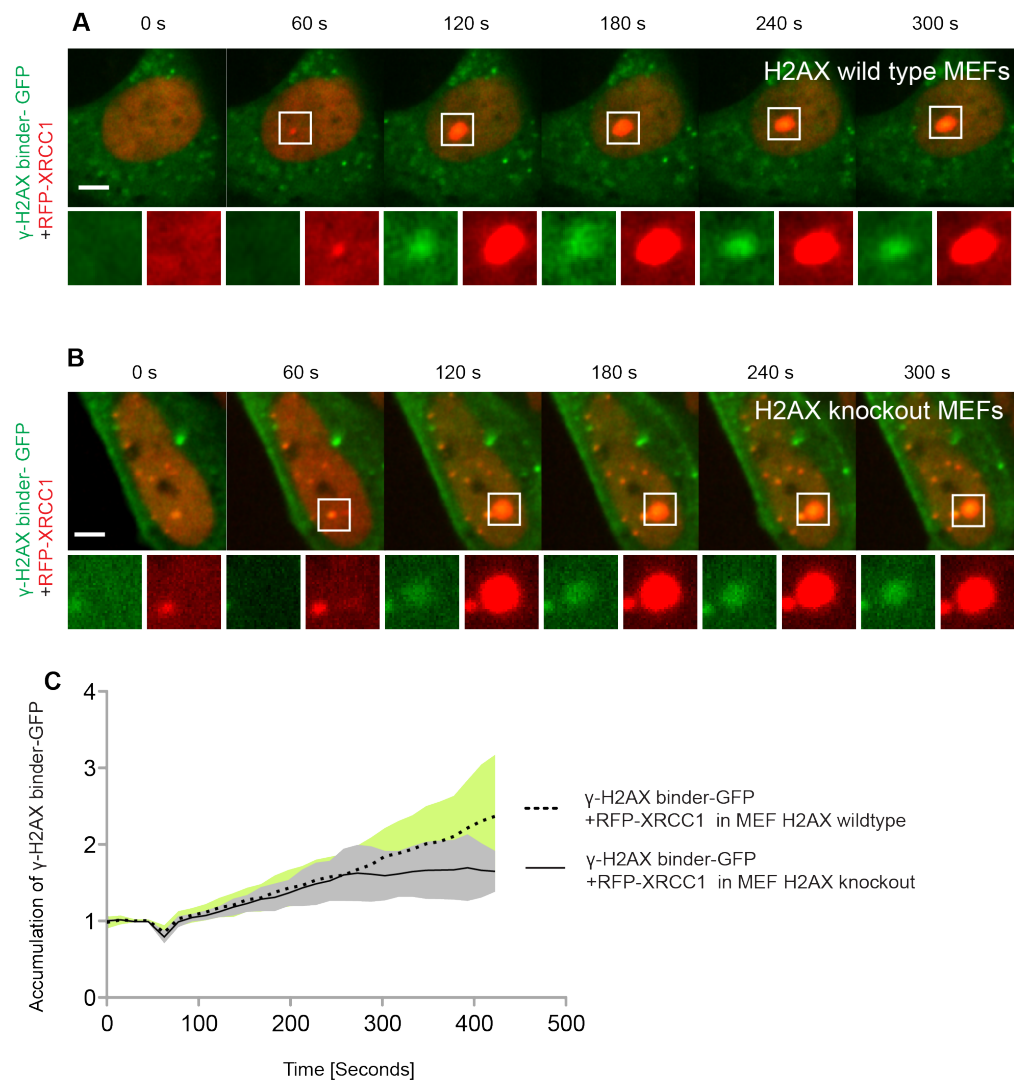 A
0 s 60 s 120 s 180 s 240 s 300 s
H2AX wild type MEFs
γ-H2AX binder- GFP
+RFP-XRCC1
B
0 s 60 s 120 s 180 s 240 s 300 s
H2AX knockout MEFs
γ-H2AX binder- GFP
+RFP-XRCC1
C
Accumulation of γ-H2AX binder-GFP
4
3
2
1
0
0 100 200 300 400 500
Time [Seconds]
γ-H2AX binder-GFP
+RFP-XRCC1 in MEF H2AX wildtype
γ-H2AX binder-GFP
+RFP-XRCC1 in MEF H2AX knockout